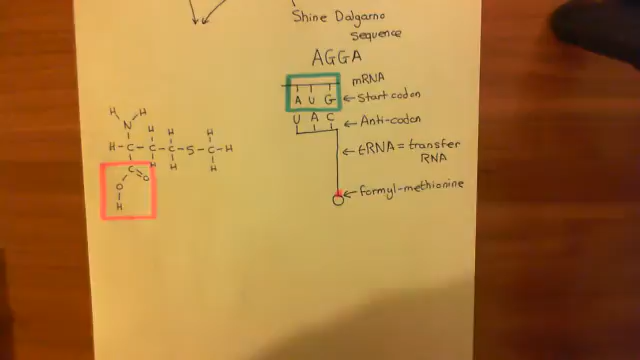 Shine Dalgarno
sequence
AGGA
mRNA
A U G ← Start codon
U A C ← Anti-codon
← tRNA = transfer
RNA
← formyl-methionine
H H
N H H H
H-C-C-C-S-C-H
H H H
C
O O
H